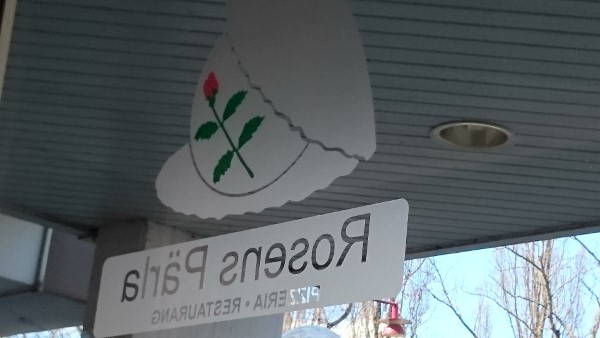 Rosens Pärla
PIZZERIA • RESTAURANG